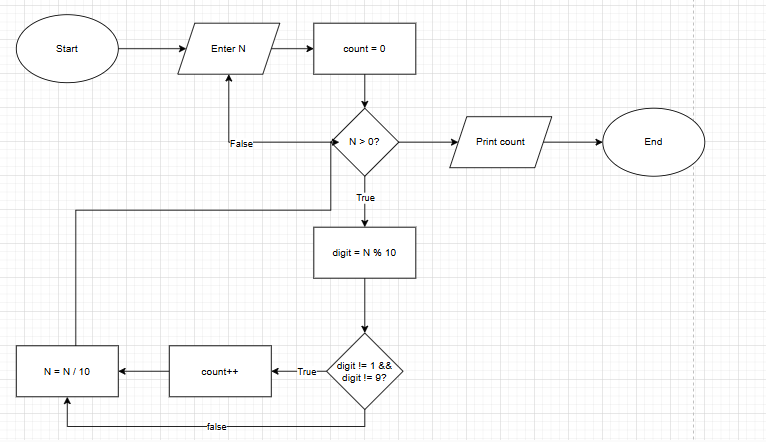 Start
Enter N
count = 0
False
N > 0?
Print count
End
True
digit = N % 10
N = N / 10
count++
True
digit != 1 &&
digit != 9?
false